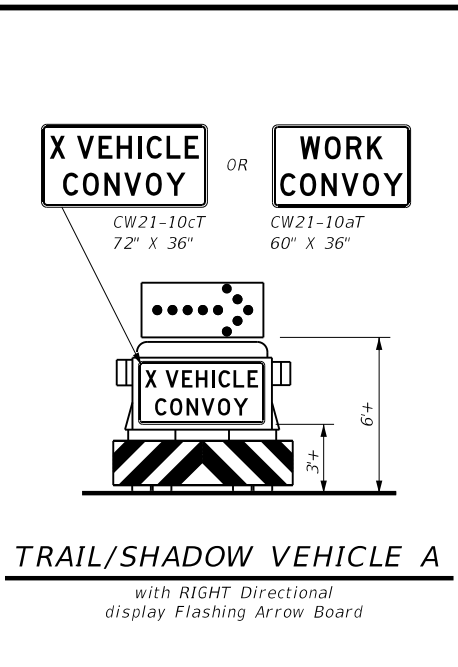 X VEHICLE
CONVOY
OR
WORK
CONVOY
CW21-10cT
72" X 36"
CW21-10aT
60" X 36"
X VEHICLE
CONVOY
6'+
3'+
TRAIL/SHADOW VEHICLE A
with RIGHT Directional
display Flashing Arrow Board